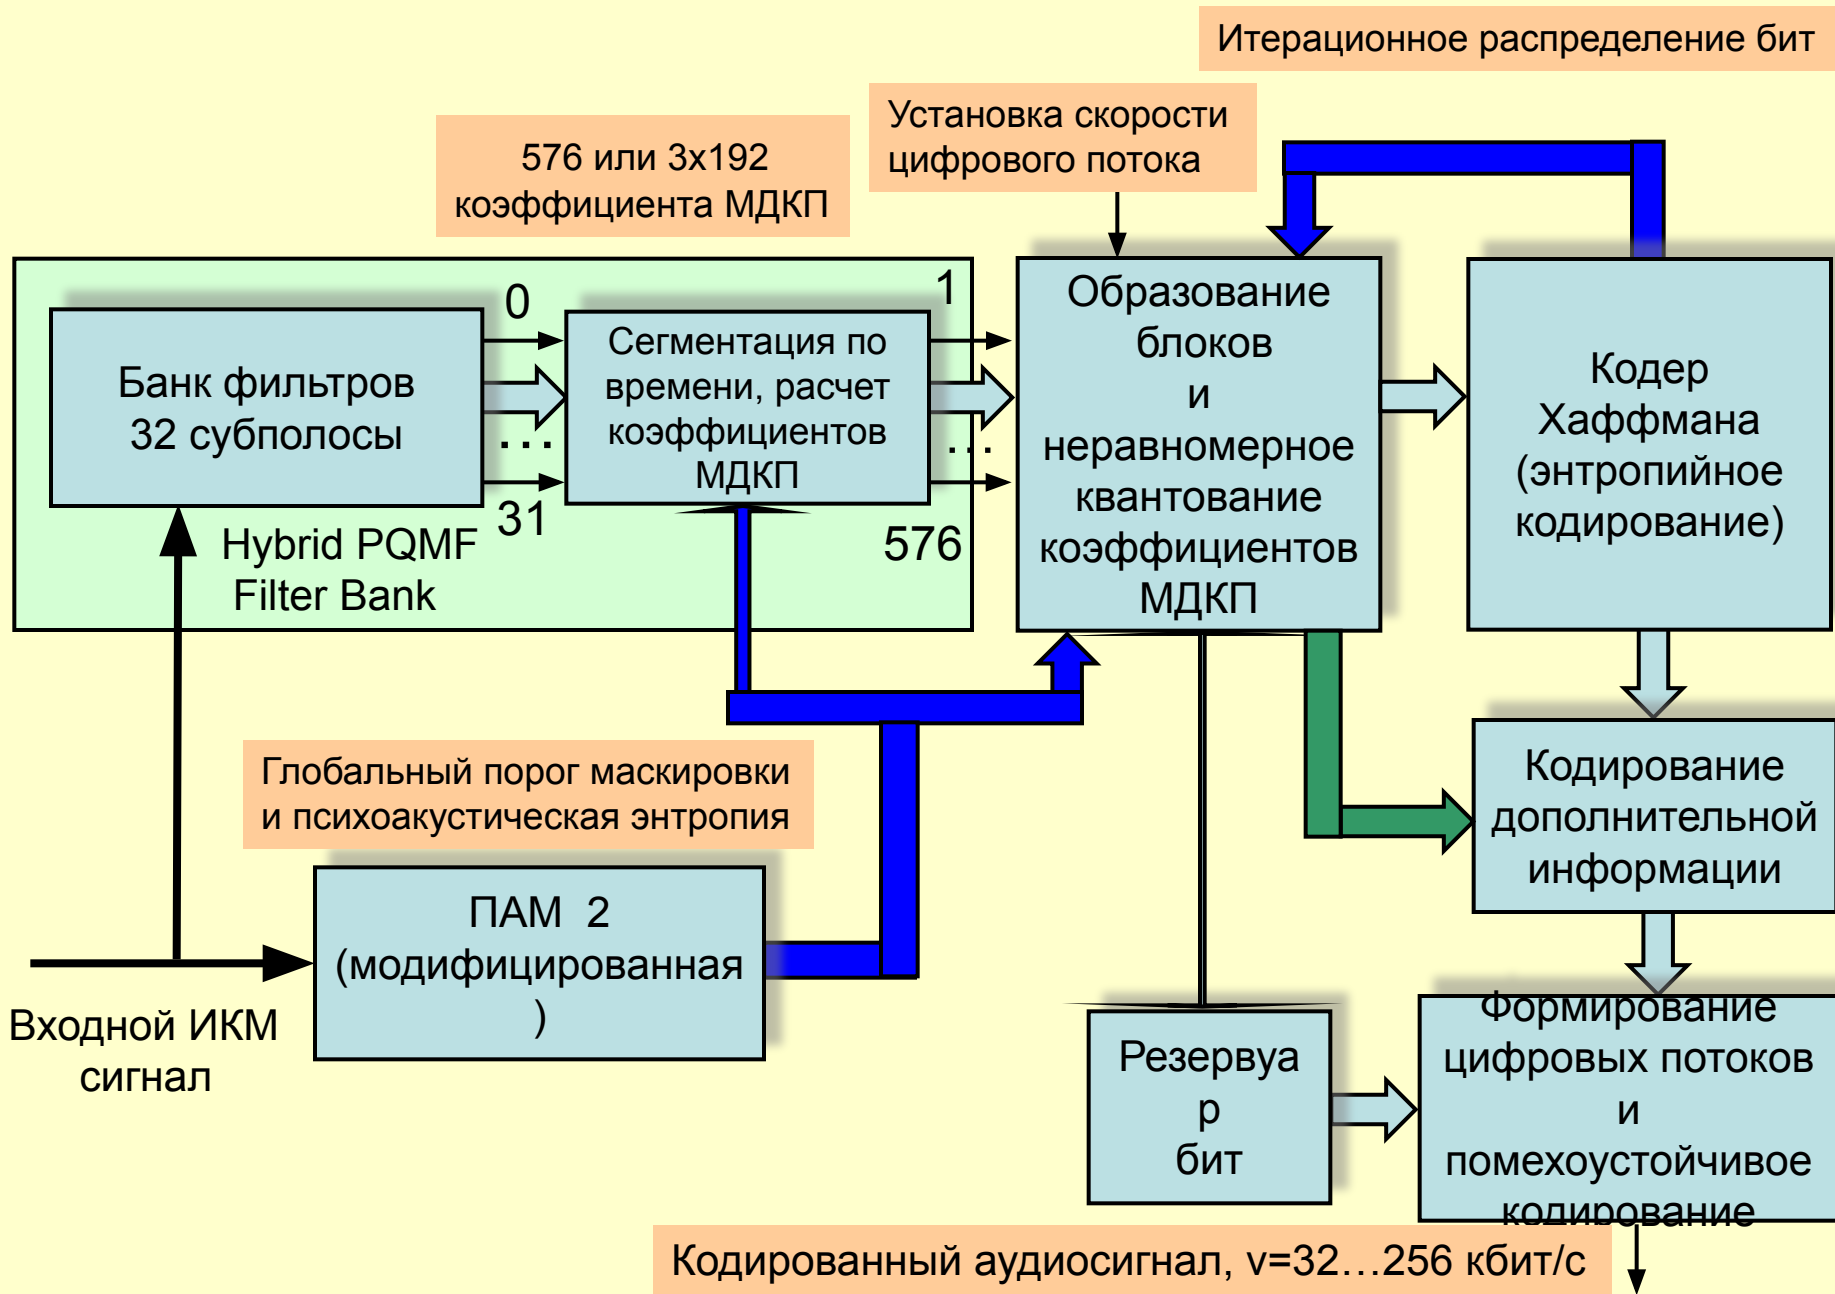 Итерационное распределение бит
Установка скорости
цифрового потока
576 или 3х192
коэффициента МДКП
0
1
Банк фильтров
32 субполосы
…
31
Hybrid PQMF
Filter Bank
Сегментация по
времени, расчет
коэффициентов
МДКП
…
576
Образование
блоков
и
неравномерное
квантование
коэффициентов
МДКП
Кодер
Хаффмана
(энтропийное
кодирование)
Глобальный порог маскировки
и психоакустическая энтропия
Кодирование
дополнительной
информации
ПАМ  2
(модифицированная
)
Входной ИКМ
сигнал
Резервуа
р
бит
Формирование
цифровых потоков
и
помехоустойчивое
кодирование
Кодированный аудиосигнал, v=32…256 кбит/с